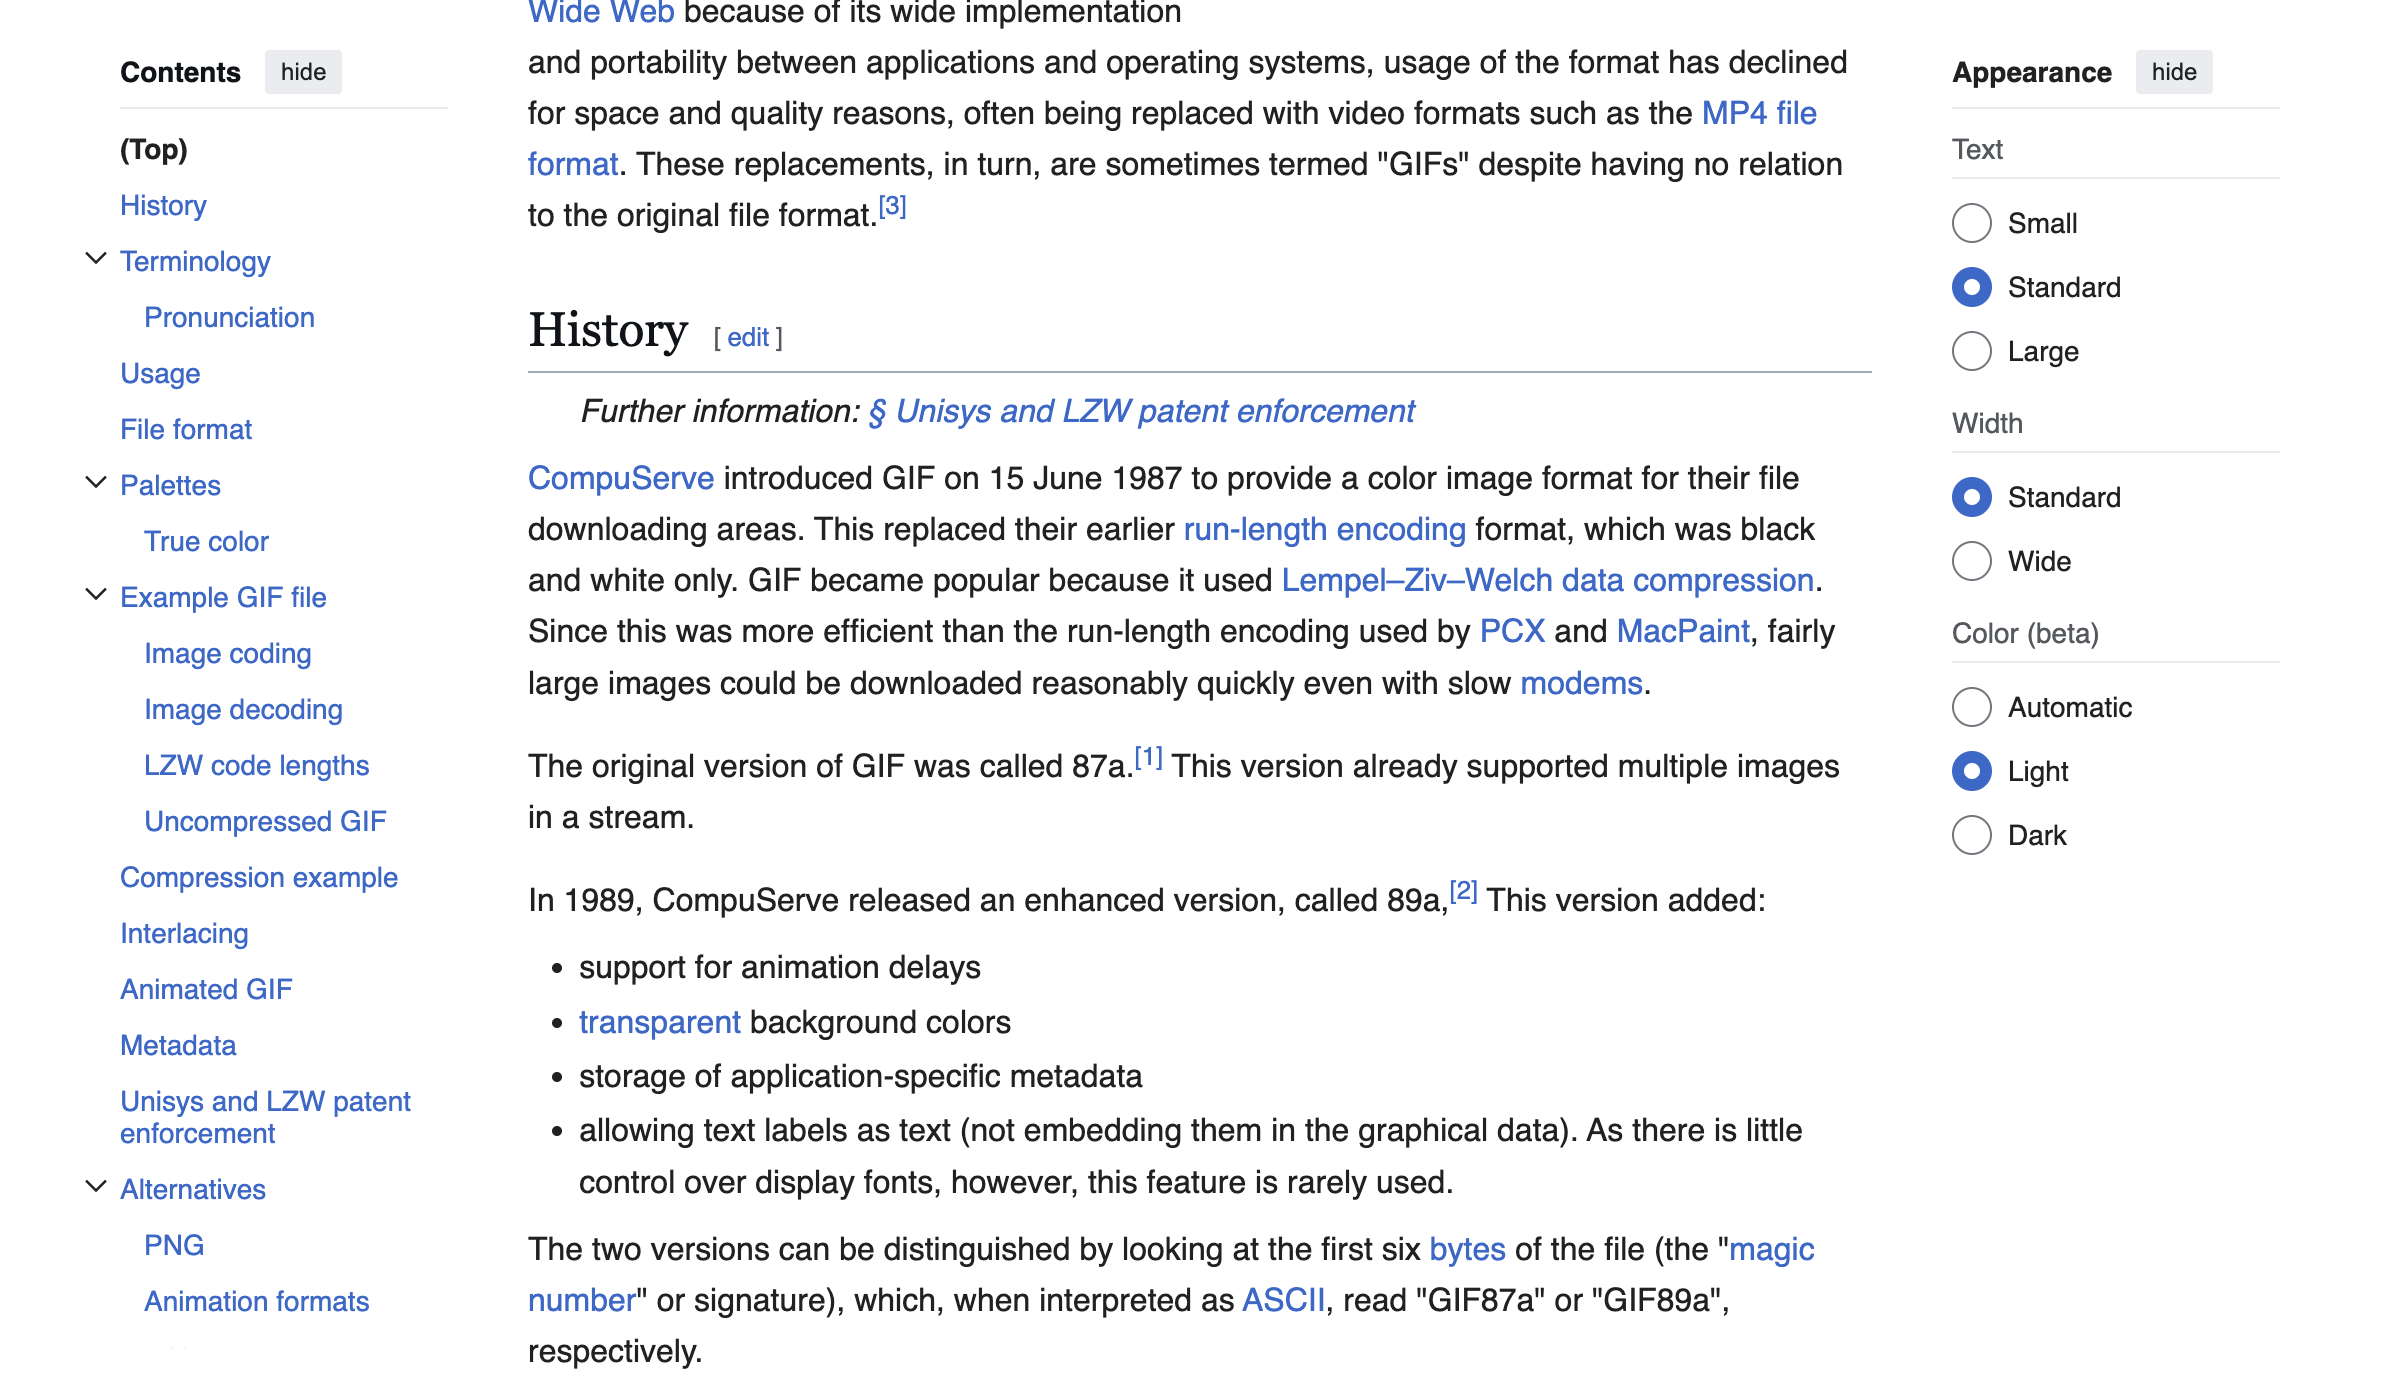 Contents hide
(Top)
History
Terminology
Pronunciation
Usage
File format
Palettes
True color
Example GIF file
Image coding
Image decoding
LZW code lengths
Uncompressed GIF
Compression example
Interlacing
Animated GIF
Metadata
Unisys and LZW patent
enforcement
Alternatives
PNG
Animation formats
Wide Web because of its wide implementation
and portability between applications and operating systems, usage of the format has declined
for space and quality reasons, often being replaced with video formats such as the MP4 file
format. These replacements, in turn, are sometimes termed "GIFs" despite having no relation
to the original file format.[3]
History [ edit ]
Further information: § Unisys and LZW patent enforcement
CompuServe introduced GIF on 15 June 1987 to provide a color image format for their file
downloading areas. This replaced their earlier run-length encoding format, which was black
and white only. GIF became popular because it used Lempel–Ziv–Welch data compression.
Since this was more efficient than the run-length encoding used by PCX and MacPaint, fairly
large images could be downloaded reasonably quickly even with slow modems.
The original version of GIF was called 87a.[1] This version already supported multiple images
in a stream.
In 1989, CompuServe released an enhanced version, called 89a,[2] This version added:
• support for animation delays
• transparent background colors
• storage of application-specific metadata
• allowing text labels as text (not embedding them in the graphical data). As there is little
control over display fonts, however, this feature is rarely used.
The two versions can be distinguished by looking at the first six bytes of the file (the "magic
number" or signature), which, when interpreted as ASCII, read "GIF87a" or "GIF89a",
respectively.
Appearance hide
Text
Small
Standard
Large
Width
Standard
Wide
Color (beta)
Automatic
Light
Dark